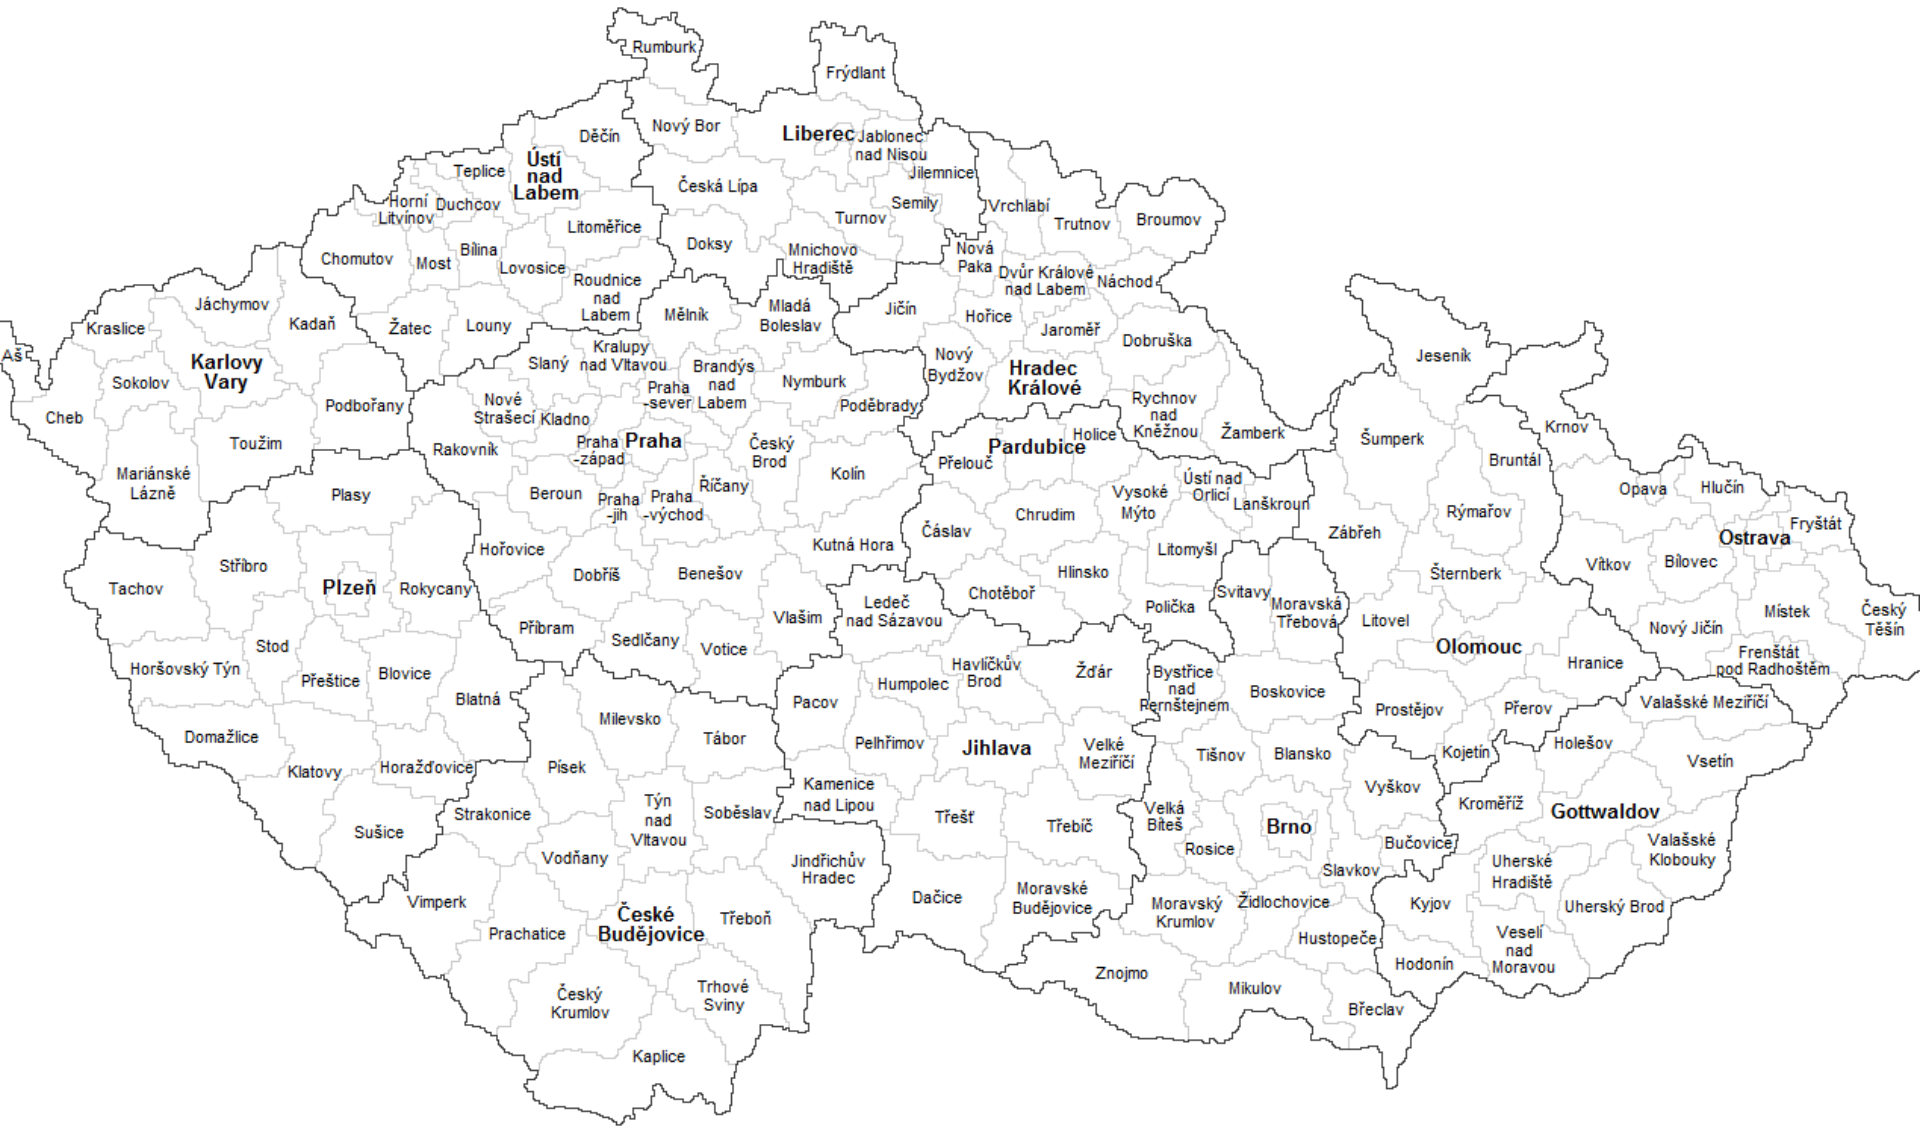 Rumburk
Frýdlant
Děčín
Nový Bor
Liberec
Jablonec
nad Nisou
Ústí
nad
Labem
Teplice
Jilemnice
Česká Lípa
Horní
Litvínov
Duchcov
Semily
Vrchlabí
Turnov
Trutnov
Broumov
Litoměřice
Doksy
Chomutov
Most
Bílina
Lovosice
Mnichovo
Hradiště
Nová
Paka
Dvůr Králové
nad Labem
Náchod
Roudnice
nad
Labem
Jáchymov
Kadaň
Kraslice
Žatec
Louny
Mělník
Mladá
Boleslav
Jičín
Hořice
Jaroměř
Dobruška
Aš
Karlovy
Vary
Sokolov
Slaný
Kralupy
nad Vltavou
Brandýs
nad
Labem
Nymburk
Nový
Bydžov
Hradec
Králové
Jeseník
Cheb
Podbořany
Nové
Strašecí
Kladno
Praha
-sever
Poděbrady
Rychnov
nad
Kněžnou
Žamberk
Krnov
Toužim
Rakovník
Praha
-západ
Praha
Český
Brod
Přelouč
Pardubice
Holice
Šumperk
Bruntál
Mariánské
Lázně
Plasy
Beroun
Praha
-jih
Praha
-východ
Říčany
Kolín
Vysoké
Mýto
Ústí nad
Orlicí
Lanškroun
Opava
Hlučín
Chrudim
Rýmařov
Fryštát
Ostrava
Čáslav
Zábřeh
Kutná Hora
Hořovice
Litomyšl
Stříbro
Vítkov
Bílovec
Tachov
Plzeň
Rokycany
Dobříš
Benešov
Hlinsko
Šternberk
Chotěboř
Svitavy
Moravská
Třebová
Ledeč
nad Sázavou
Polička
Litovel
Místek
Český
Těšín
Vlašim
Příbram
Sedlčany
Votice
Nový Jičín
Stod
Olomouc
Frenštát
pod Radhoštěm
Horšovský Týn
Přeštice
Blovice
Havlíčkův
Brod
Žďár
Bystřice
nad
Pernštejnem
Boskovice
Hranice
Humpolec
Blatná
Pacov
Milevsko
Prostějov
Přerov
Valašské Meziříčí
Domažlice
Tábor
Pelhřimov
Jihlava
Velké
Meziříčí
Tišnov
Blansko
Kojetín
Holešov
Vsetín
Klatovy
Horažďovice
Písek
Kamenice
nad Lipou
Vyškov
Kroměříž
Gottwaldov
Sušice
Strakonice
Týn
nad
Vltavou
Soběslav
Třešť
Třebíč
Velká
Bíteš
Brno
Rosice
Bučovice
Valašské
Klobouky
Vodňany
Jindřichův
Hradec
Slavkov
Uherské
Hradiště
Vimperk
Dačice
Moravské
Budějovice
Moravský
Krumlov
Židlochovice
Kyjov
Uherský Brod
Prachatice
České
Budějovice
Třeboň
Hustopeče
Veselí
nad
Moravou
Hodonín
Znojmo
Mikulov
Český
Krumlov
Trhové
Sviny
Břeclav
Kaplice